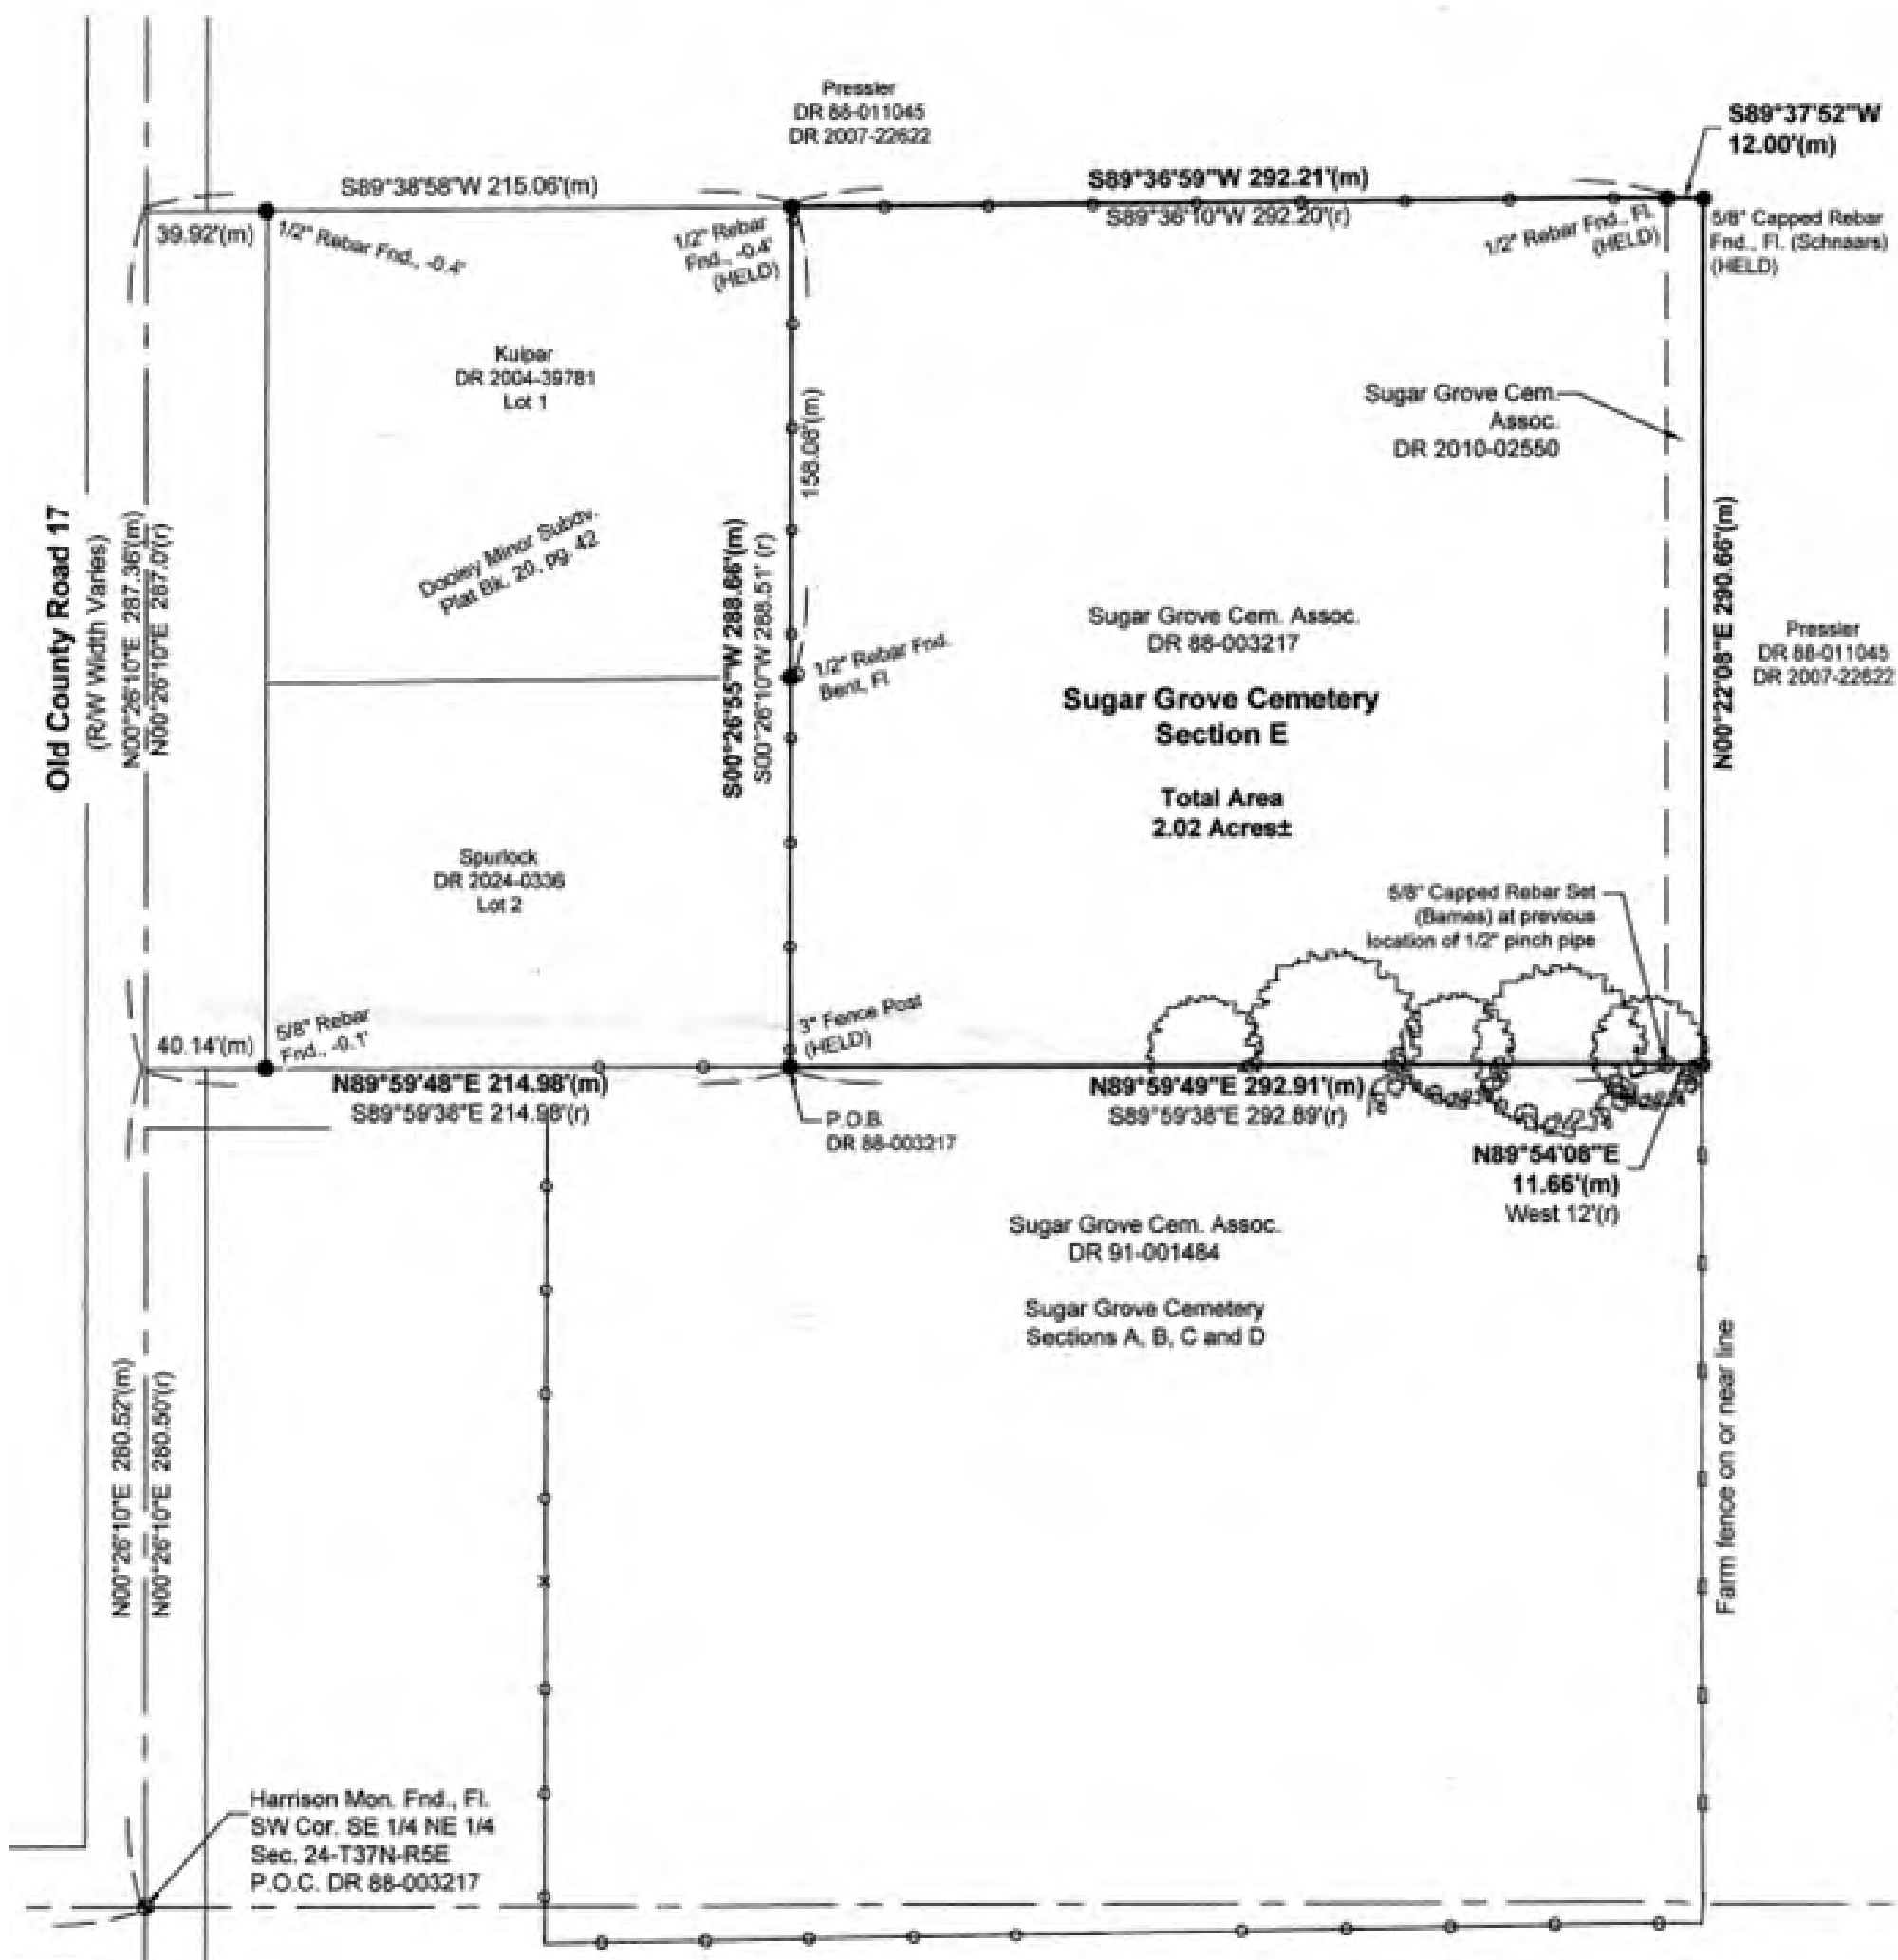 Pressler
DR 88-011045
DR 2007-22622
S89°37'52"W
12.00'(m)
S89°38'58"W 215.06'(m)
S89°36'59"W 292.21'(m)
S89°36'10"W 292.20'(r)
39.92'(m)
1/2" Rebar Fnd., -0.4'
1/2" Rebar
Fnd., -0.4'
(HELD)
1/2" Rebar Fnd., Fl.
(HELD)
5/8" Capped Rebar
Fnd., Fl. (Schnaars)
(HELD)
Kuipar
DR 2004-39781
Lot 1
158.08'(m)
Sugar Grove Cem.
Assoc.
DR 2010-02550
Old County Road 17
(R/W Width Varies)
N00°26'10"E 287.36'(m)
N00°26'10"E 287.0'(r)
Dooley Minor Subdv.
Plat Bk. 20, pg. 42
S00°26'55"W 288.66'(m)
S00°26'10"W 288.51' (r)
N00°22'08"E 290.66'(m)
Sugar Grove Cem. Assoc.
DR 88-003217
Pressler
DR 88-011045
DR 2007-22622
1/2" Rebar Fnd.
Bent, Fl.
Sugar Grove Cemetery
Section E
Total Area
2.02 Acres±
Spurlock
DR 2024-0336
Lot 2
5/8" Capped Rebar Set
(Barnes) at previous
location of 1/2" pinch pipe
3" Fence Post
(HELD)
40.14'(m)
5/8" Rebar
Fnd., -0.1'
N89°59'48"E 214.98'(m)
S89°59'38"E 214.98'(r)
N89°59'49"E 292.91'(m)
S89°59'38"E 292.89'(r)
P.O.B.
DR 88-003217
N89°54'08"E
11.66'(m)
West 12'(r)
Sugar Grove Cem. Assoc.
DR 91-001484
Sugar Grove Cemetery
Sections A, B, C and D
N00°26'10"E 280.52'(m)
N00°26'10"E 280.50'(r)
Farm fence on or near line
Harrison Mon. Fnd., Fl.
SW Cor. SE 1/4 NE 1/4
Sec. 24-T37N-R5E
P.O.C. DR 88-003217